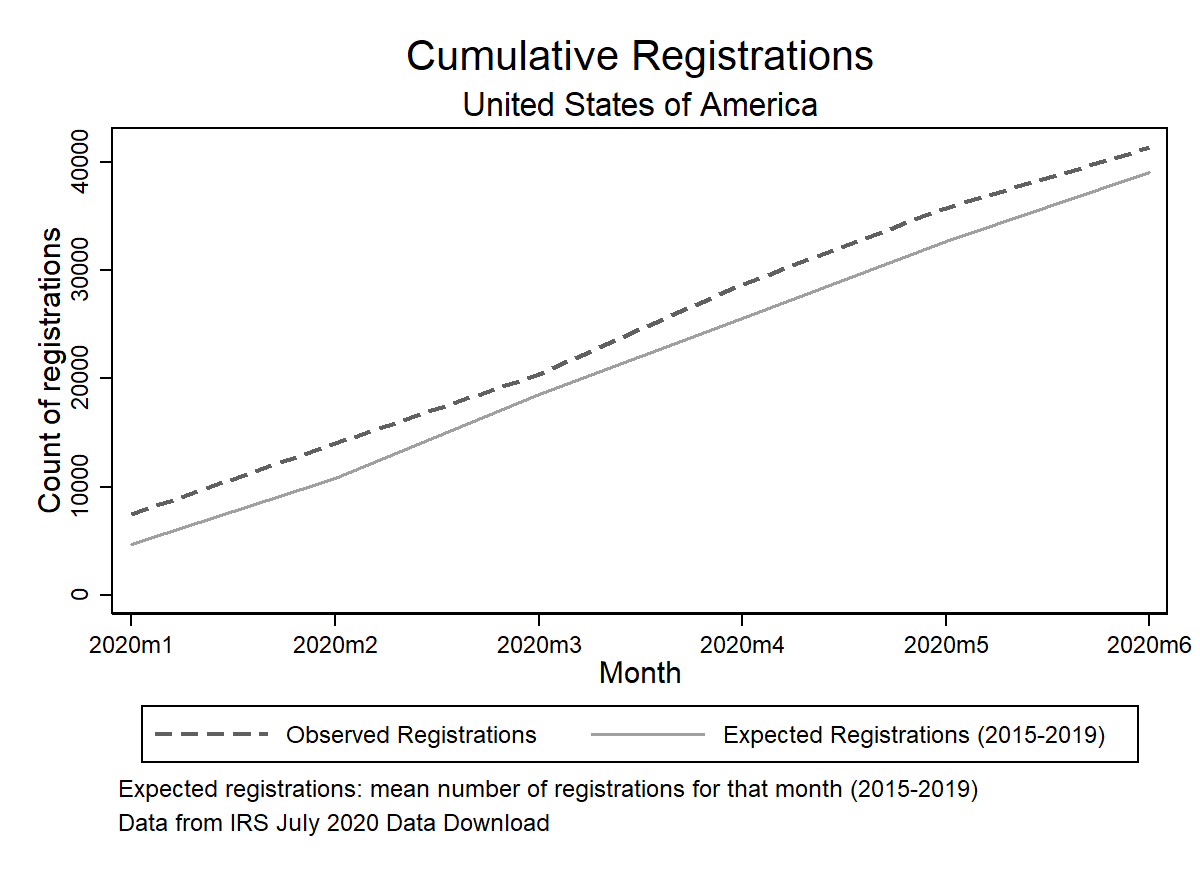 Cumulative Registrations
United States of America
Count of registrations
40000
30000
20000
10000
0
2020m1 2020m2 2020m3 2020m4 2020m5 2020m6
Month
Observed Registrations Expected Registrations (2015-2019)
Expected registrations: mean number of registrations for that month (2015-2019)
Data from IRS July 2020 Data Download